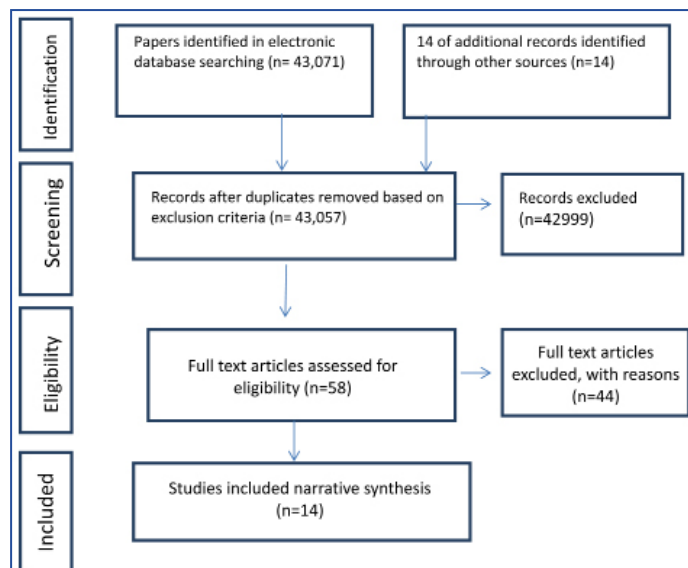 Identification
Papers identified in electronic
database searching (n= 43,071)
14 of additional records identified
through other sources (n=14)
Screening
Records after duplicates removed based on
exclusion criteria (n= 43,057)
Records excluded
(n=42999)
Eligibility
Full text articles assessed for
eligibility (n=58)
Full text articles
excluded, with reasons
(n=44)
Included
Studies included narrative synthesis
(n=14)